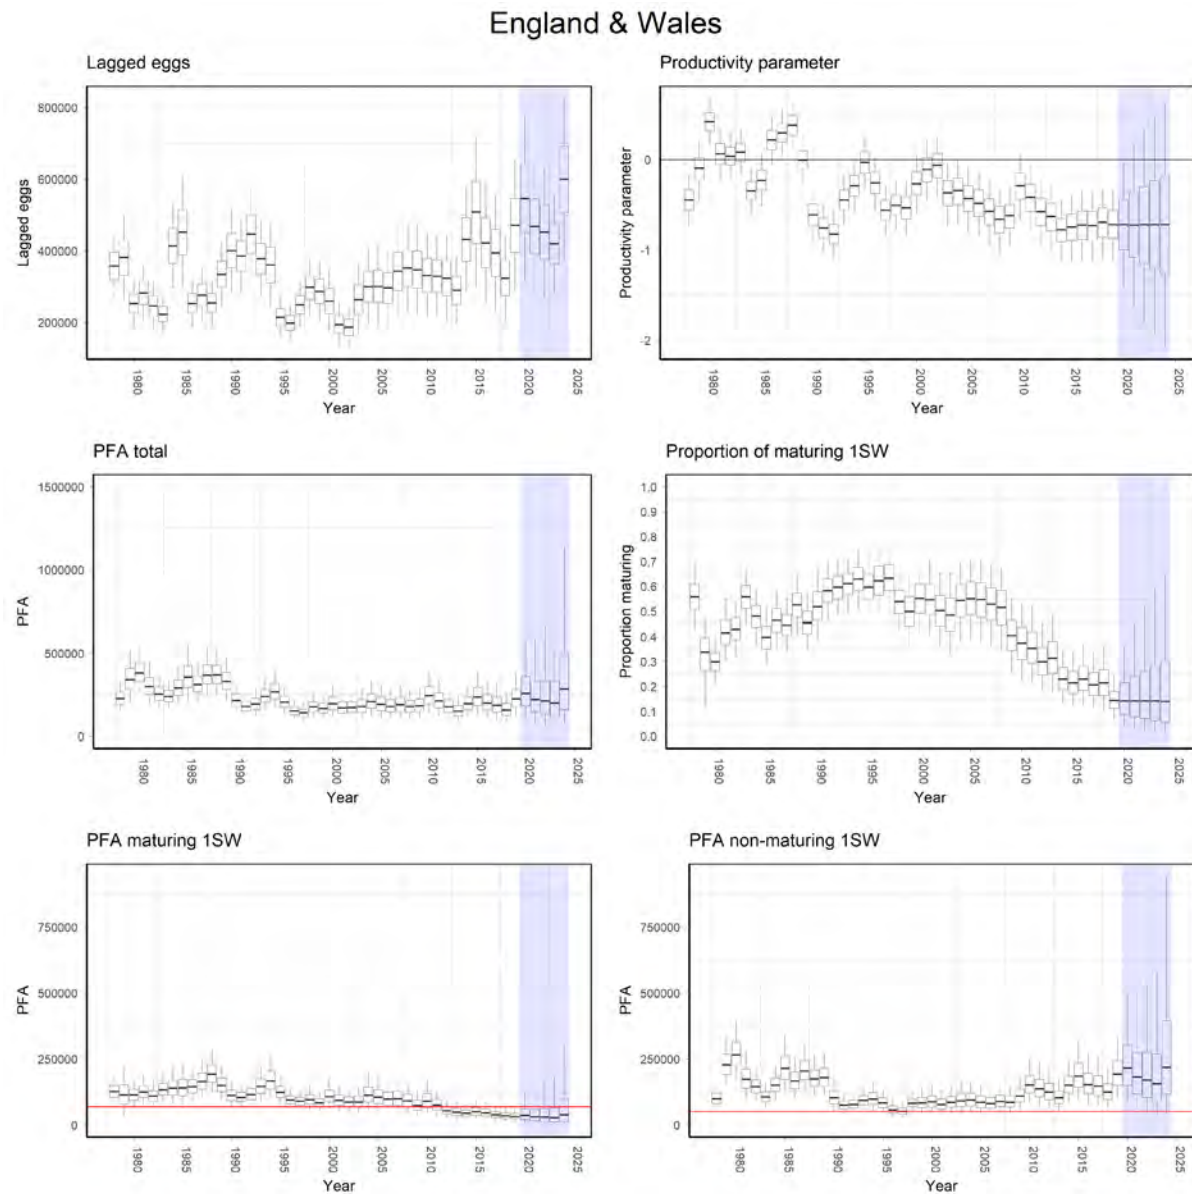 England & Wales
Lagged eggs
Lagged eggs
800000
600000
400000
200000
1980 1985 1990 1995 2000 2005 2010 2015 2020 2025
Year
Productivity parameter
Productivity parameter
0
-1
-2
1980 1985 1990 1995 2000 2005 2010 2015 2020 2025
Year
PFA total
PFA
1500000
1000000
500000
0
1980 1985 1990 1995 2000 2005 2010 2015 2020 2025
Year
Proportion of maturing 1SW
Proportion maturing
1.0
0.9
0.8
0.7
0.6
0.5
0.4
0.3
0.2
0.1
0.0
1980 1985 1990 1995 2000 2005 2010 2015 2020 2025
Year
PFA maturing 1SW
PFA
750000
500000
250000
0
1980 1985 1990 1995 2000 2005 2010 2015 2020 2025
Year
PFA non-maturing 1SW
PFA
750000
500000
250000
0
1980 1985 1990 1995 2000 2005 2010 2015 2020 2025
Year